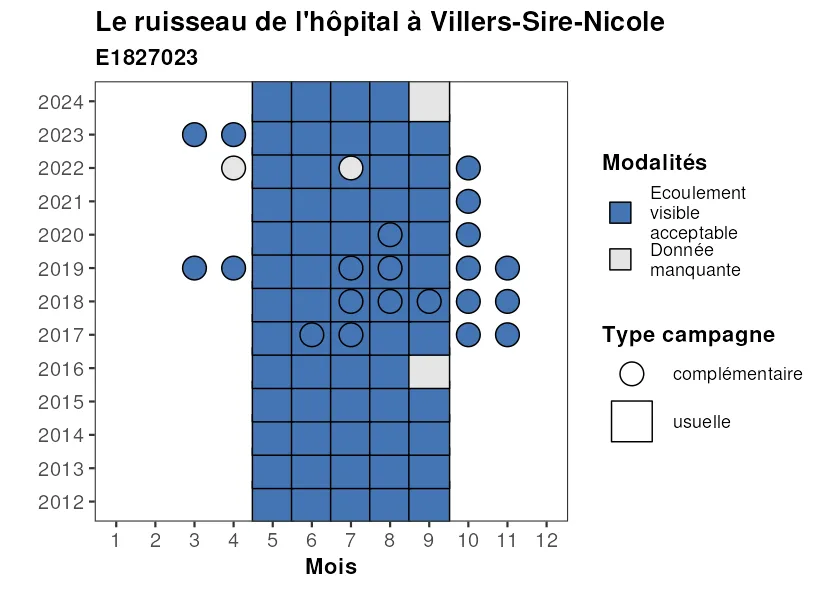 Le ruisseau de l'hôpital à Villers-Sire-Nicole
E1827023
2024
2023
2022
2021
2020
2019
2018
2017
2016
2015
2014
2013
2012
1 2 3 4 5 6 7 8 9 10 11 12
Mois
Modalités
Ecoulement
visible
acceptable
Donnée
manquante
Type campagne
complémentaire
usuelle